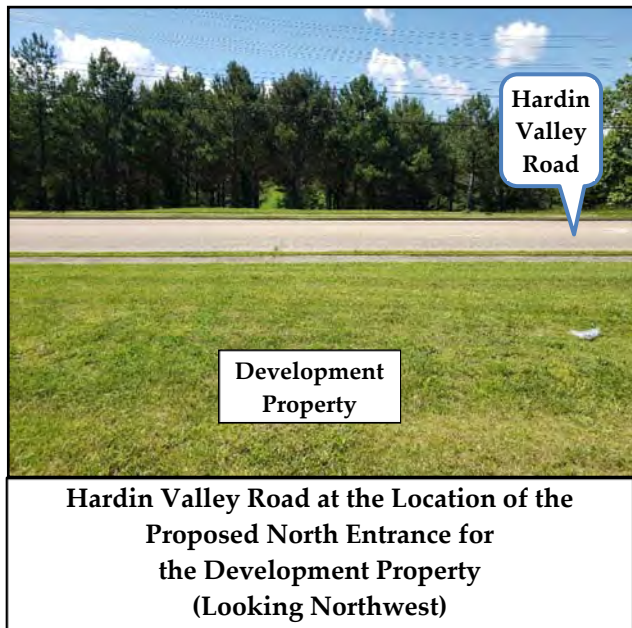 Hardin
Valley
Road
Development
Property
Hardin Valley Road at the Location of the
Proposed North Entrance for
the Development Property
(Looking Northwest)